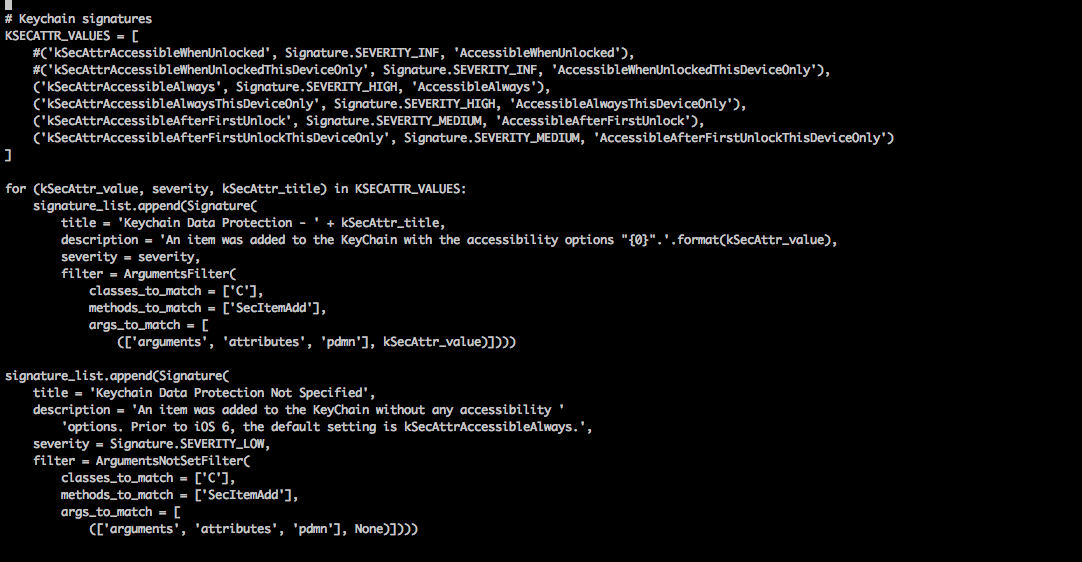 # Keychain signatures
KSECATTR_VALUES = [
    #('kSecAttrAccessibleWhenUnlocked', Signature.SEVERITY_INF, 'AccessibleWhenUnlocked'),
    #('kSecAttrAccessibleWhenUnlockedThisDeviceOnly', Signature.SEVERITY_INF, 'AccessibleWhenUnlockedThisDeviceOnly'),
    ('kSecAttrAccessibleAlways', Signature.SEVERITY_HIGH, 'AccessibleAlways'),
    ('kSecAttrAccessibleAlwaysThisDeviceOnly', Signature.SEVERITY_HIGH, 'AccessibleAlwaysThisDeviceOnly'),
    ('kSecAttrAccessibleAfterFirstUnlock', Signature.SEVERITY_MEDIUM, 'AccessibleAfterFirstUnlock'),
    ('kSecAttrAccessibleAfterFirstUnlockThisDeviceOnly', Signature.SEVERITY_MEDIUM, 'AccessibleAfterFirstUnlockThisDeviceOnly')
]

for (kSecAttr_value, severity, kSecAttr_title) in KSECATTR_VALUES:
    signature_list.append(Signature(
        title = 'Keychain Data Protection - ' + kSecAttr_title,
        description = 'An item was added to the KeyChain with the accessibility options "{0}".'.format(kSecAttr_value),
        severity = severity,
        filter = ArgumentsFilter(
            classes_to_match = ['C'],
            methods_to_match = ['SecItemAdd'],
            args_to_match = [
                (['arguments', 'attributes', 'pdmn'], kSecAttr_value)])))

signature_list.append(Signature(
    title = 'Keychain Data Protection Not Specified',
    description = 'An item was added to the KeyChain without any accessibility '
        'options. Prior to iOS 6, the default setting is kSecAttrAccessibleAlways.',
    severity = Signature.SEVERITY_LOW,
    filter = ArgumentsNotSetFilter(
        classes_to_match = ['C'],
        methods_to_match = ['SecItemAdd'],
        args_to_match = [
            (['arguments', 'attributes', 'pdmn'], None)])))